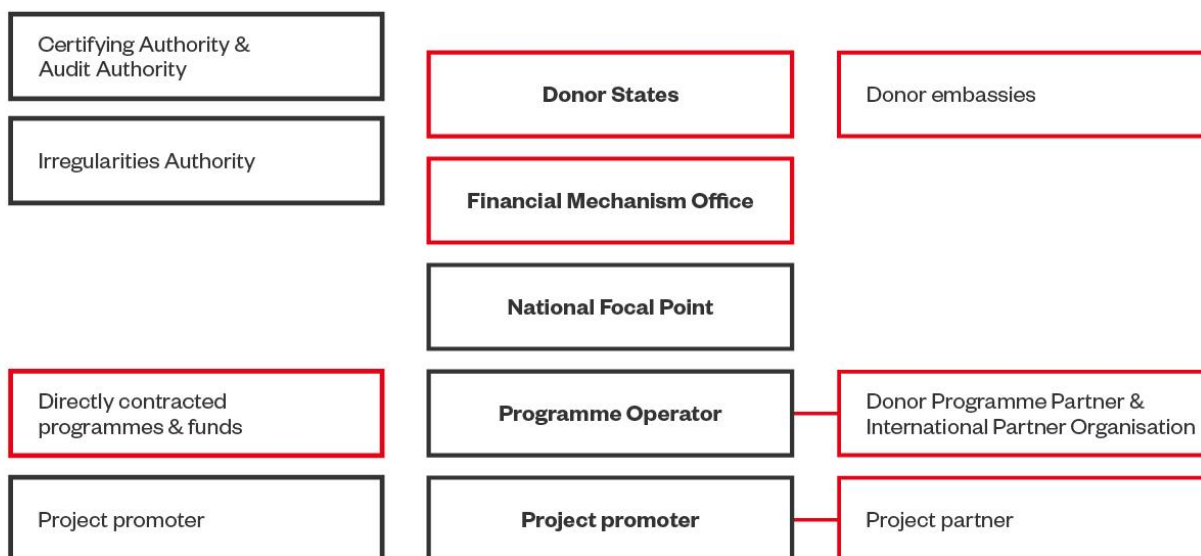 Certifying Authority &
Audit Authority
Irregularities Authority
Donor States
Donor embassies
Financial Mechanism Office
National Focal Point
Directly contracted
programmes & funds
Programme Operator
Donor Programme Partner &
International Partner Organisation
Project promoter
Project promoter
Project partner